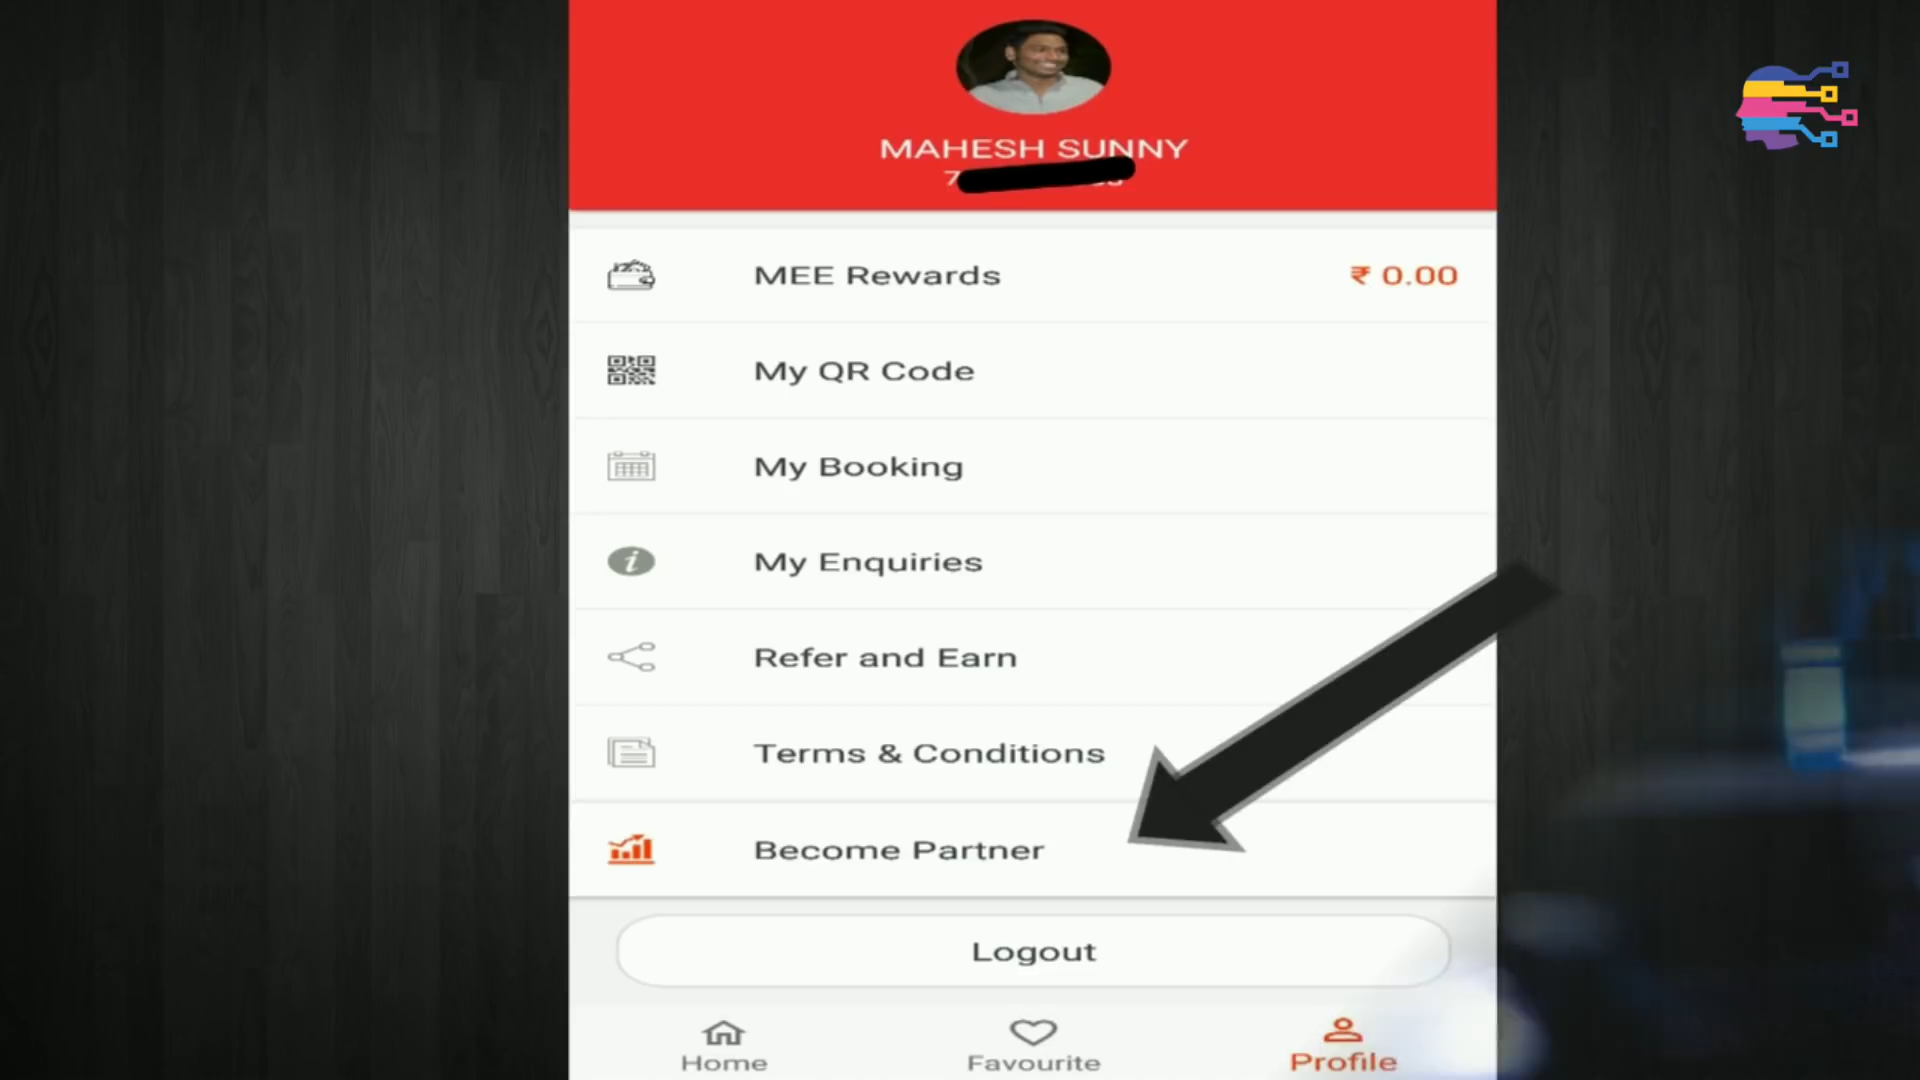 MAHESH SUNNY
7
MEE Rewards ₹ 0.00
My QR Code
My Booking
My Enquiries
Refer and Earn
Terms & Conditions
Become Partner
Logout
Home Favourite Profile